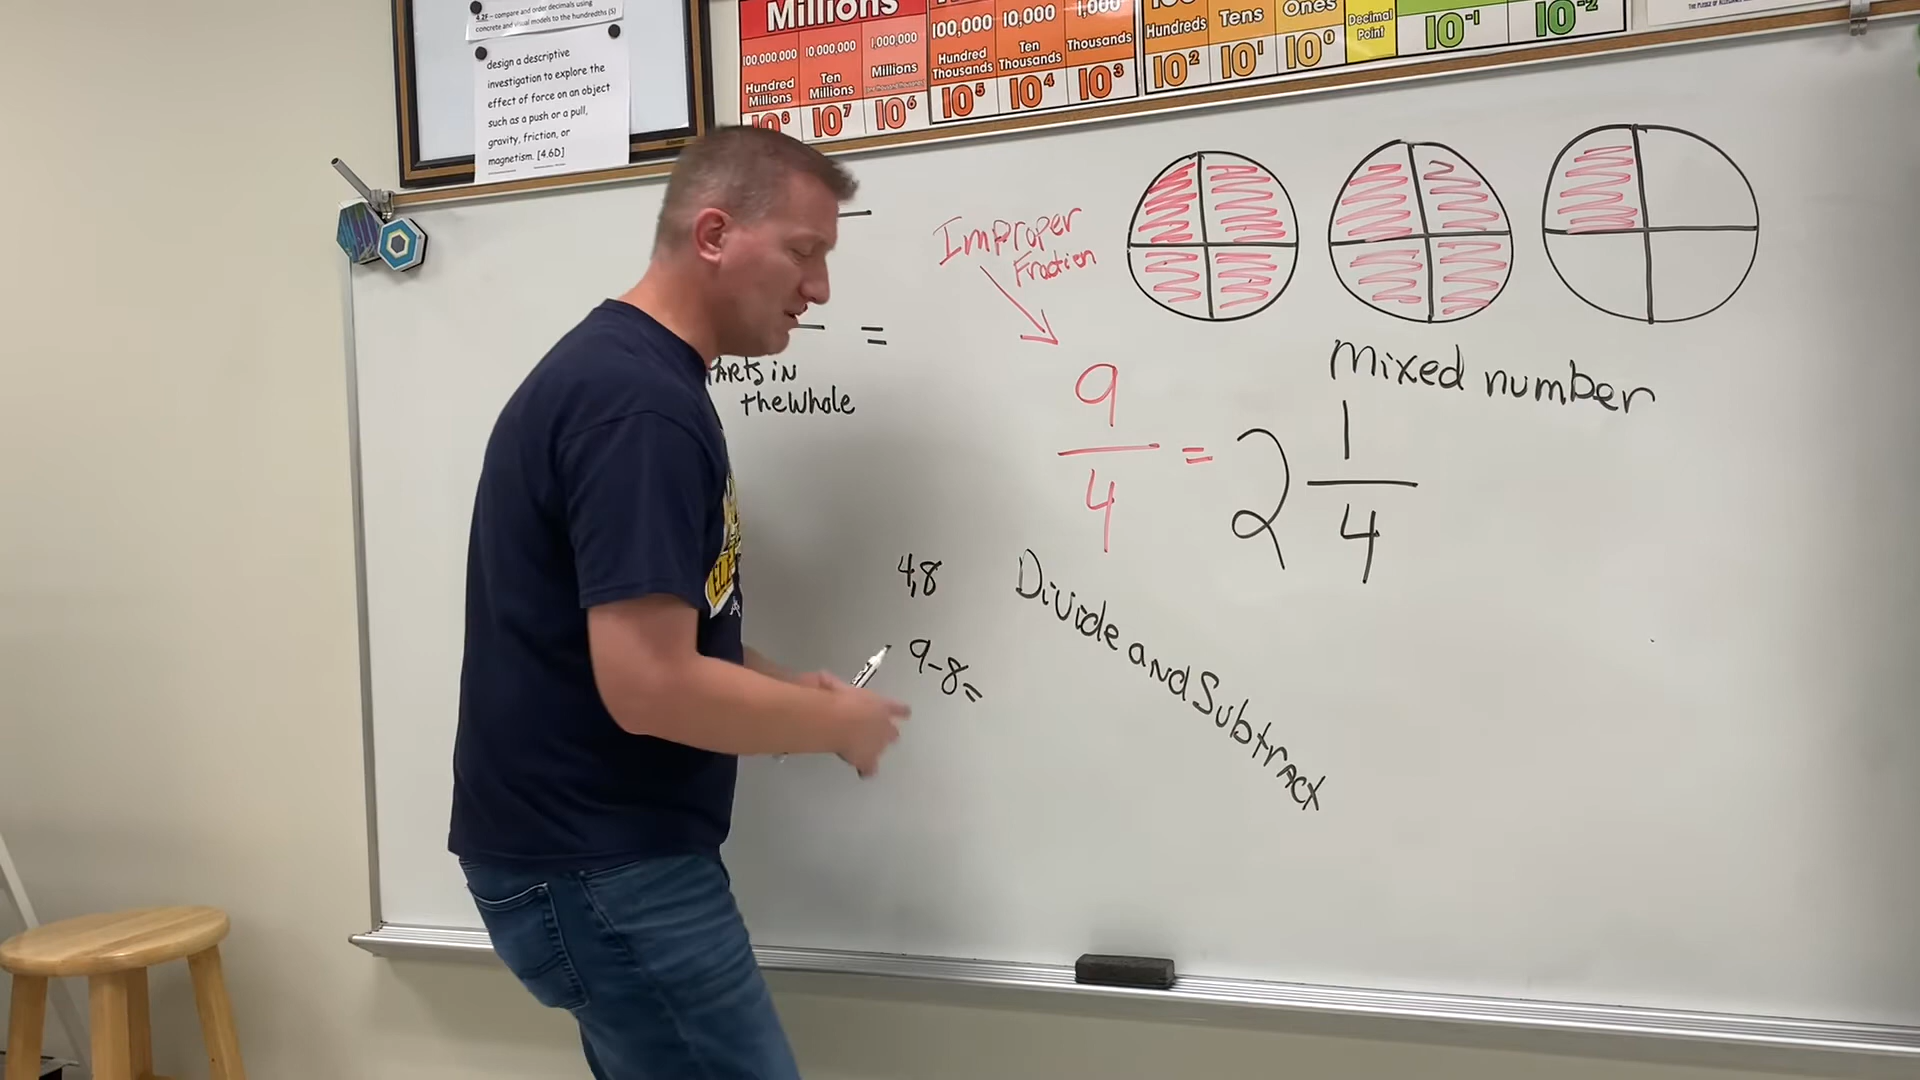 4.2F – compare and order decimals using
concrete and visual models to the hundredths (S)
design a descriptive
investigation to explore the
effect of force on an object
such as a push or a pull,
gravity, friction, or
magnetism. [4.6D]
Millions
100,000,000 10,000,000 1,000,000 100,000 10,000 1,000
Hundred Millions Ten Millions Millions Hundred Thousands Ten Thousands Thousands Hundreds Tens Ones Decimal Point
10⁸ 10⁷ 10⁶ 10⁵ 10⁴ 10³ 10² 10¹ 10⁰ 10⁻¹ 10⁻²
Improper
Fraction
=
PARTS in
the Whole
Mixed number
9/4 = 2 1/4
4,8
9-8=
Divide and Subtract